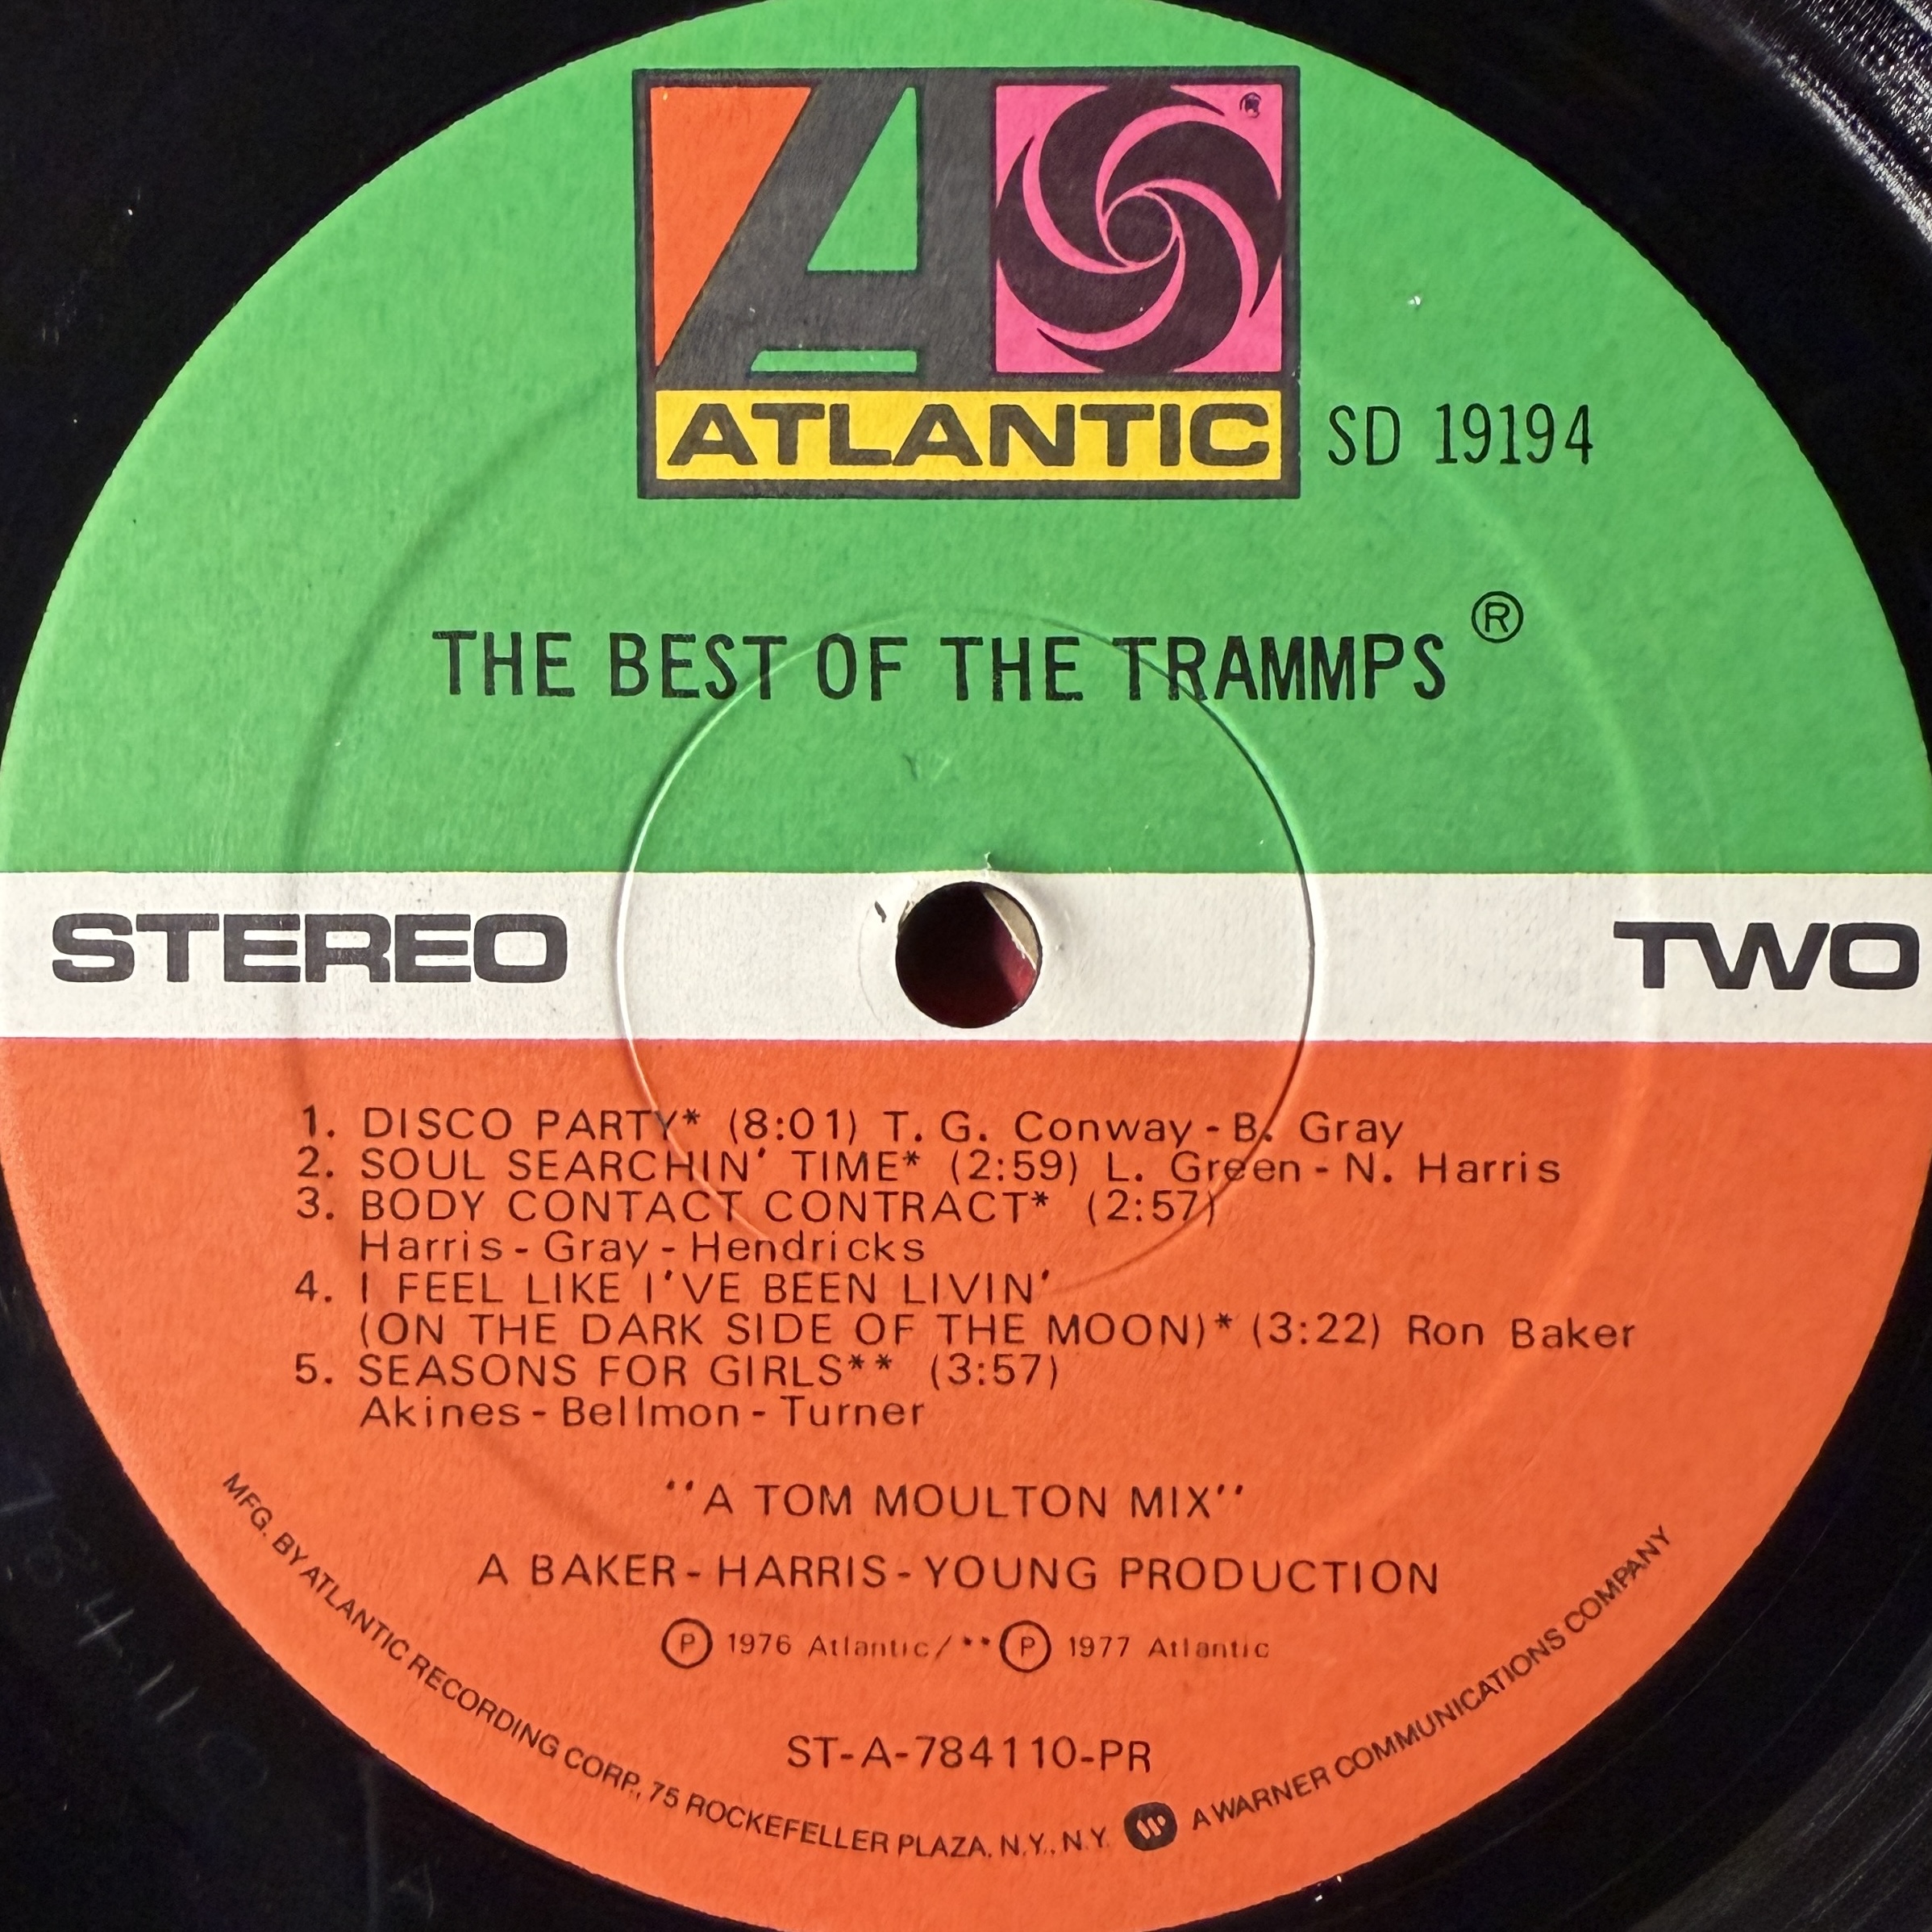 ®
ATLANTIC
SD 19194
THE BEST OF THE TRAMMPS ®
STEREO
TWO
1. DISCO PARTY* (8:01) T. G. Conway - B. Gray
2. SOUL SEARCHIN' TIME* (2:59) L. Green - N. Harris
3. BODY CONTACT CONTRACT* (2:57)
Harris - Gray - Hendricks
4. I FEEL LIKE I'VE BEEN LIVIN'
(ON THE DARK SIDE OF THE MOON)* (3:22) Ron Baker
5. SEASONS FOR GIRLS** (3:57)
Akines - Bellmon - Turner
''A TOM MOULTON MIX''
A BAKER - HARRIS - YOUNG PRODUCTION
Ⓟ 1976 Atlantic/**Ⓟ 1977 Atlantic
ST-A-784110-PR
MFG. BY ATLANTIC RECORDING CORP., 75 ROCKEFELLER PLAZA, N.Y., N.Y. A WARNER COMMUNICATIONS COMPANY